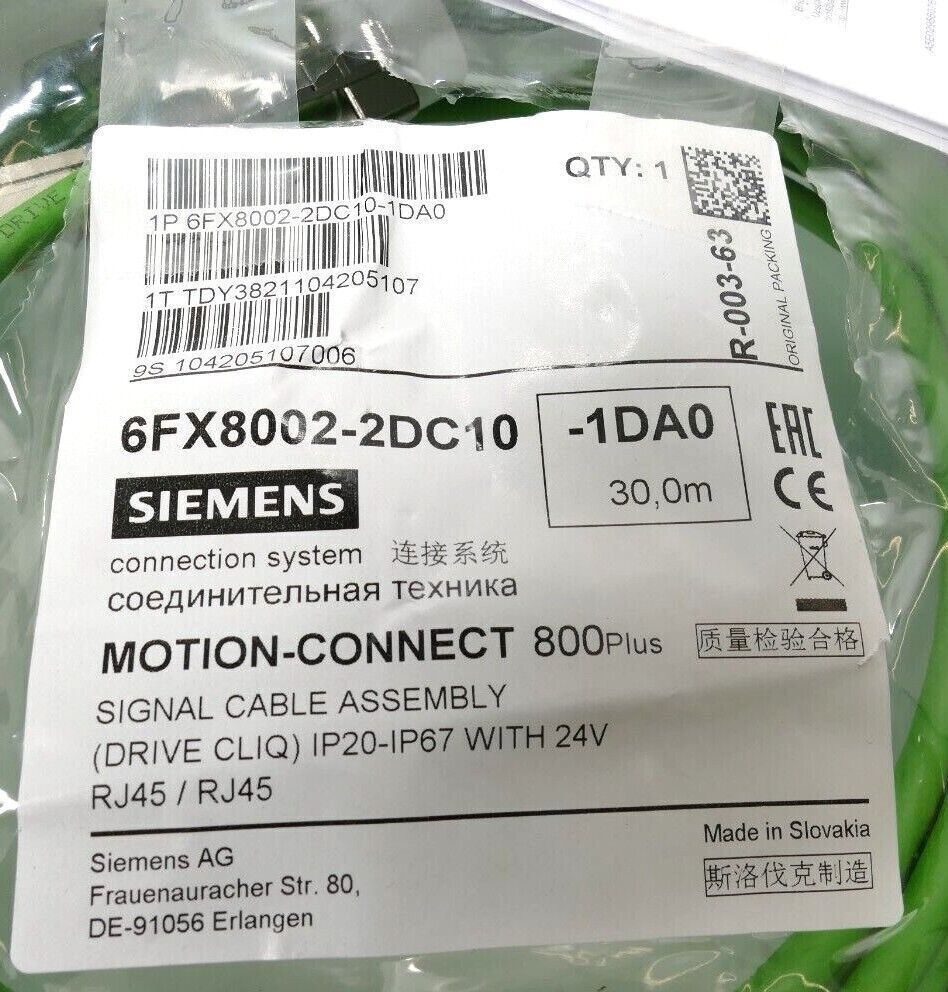 QTY: 1
1P 6FX8002-2DC10-1DA0
1T TDY3821104205107
9S 104205107006
R-003-63
ORIGINAL PACKING
6FX8002-2DC10 -1DA0
30,0m
EAC
CE
SIEMENS
connection system 连接系统
соединительная техника
MOTION-CONNECT 800Plus
质量检验合格
SIGNAL CABLE ASSEMBLY
(DRIVE CLIQ) IP20-IP67 WITH 24V
RJ45 / RJ45
Made in Slovakia
斯洛伐克制造
Siemens AG
Frauenauracher Str. 80,
DE-91056 Erlangen
DRIVE